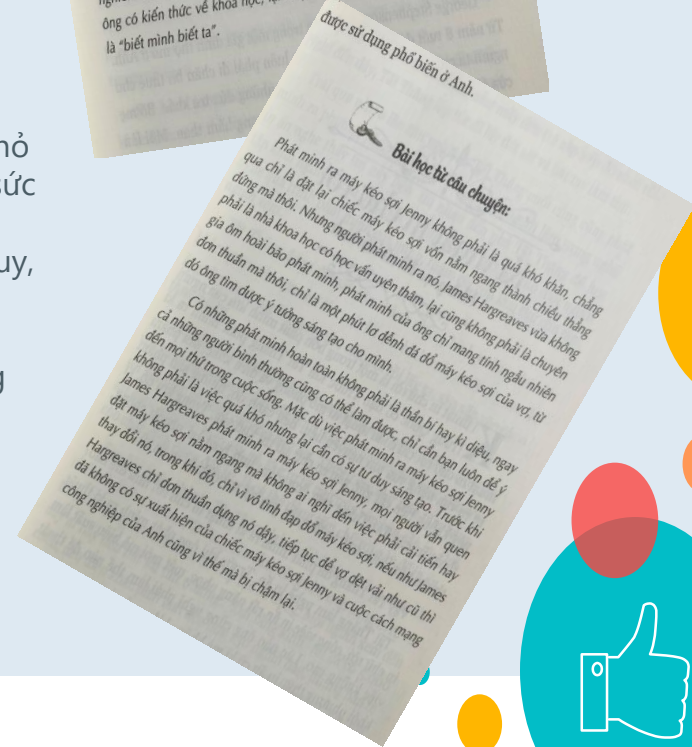 ông có kiến thức về khoa học,
là "biết mình biết ta".
sức
uy,
g
được sử dụng phổ biến ở Anh.
Bài học từ câu chuyện:
Phát minh ra máy kéo sợi Jenny không phải là quá khó khăn, chẳng
qua chỉ là đặt lại chiếc máy kéo sợi vốn nằm ngang thành chiều thẳng
đứng mà thôi. Nhưng người phát minh ra nó, James Hargreaves vừa không
phải là nhà khoa học có học vấn uyên thâm, lại cũng không phải là chuyên
gia ôm hoài bão phát minh, phát minh của ông chỉ mang tính ngẫu nhiên
đơn thuần mà thôi, chỉ là một phút lơ đễnh đá đổ máy kéo sợi của vợ, từ
đó ông tìm được ý tưởng sáng tạo cho mình.
Có những phát minh hoàn toàn không phải là thần bí hay kì diệu, ngay
cả những người bình thường cũng có thể làm được, chỉ cần bạn luôn để ý
đến mọi thứ trong cuộc sống. Mặc dù việc phát minh ra máy kéo sợi Jenny
không phải là việc quá khó nhưng lại cần có sự tư duy sáng tạo. Trước khi
James Hargreaves phát minh ra máy kéo sợi Jenny, mọi người vẫn quen
đặt máy kéo sợi nằm ngang mà không ai nghĩ đến việc phải cải tiến hay
thay đổi nó, trong khi đó, chỉ vì vô tình đạp đổ máy kéo sợi, nếu như James
Hargreaves chỉ đơn thuần dựng nó dậy, tiếp tục để vợ dệt vải như cũ thì
đã không có sự xuất hiện của chiếc máy kéo sợi Jenny và cuộc cách mạng
công nghiệp của Anh cũng vì thế mà bị chậm lại.